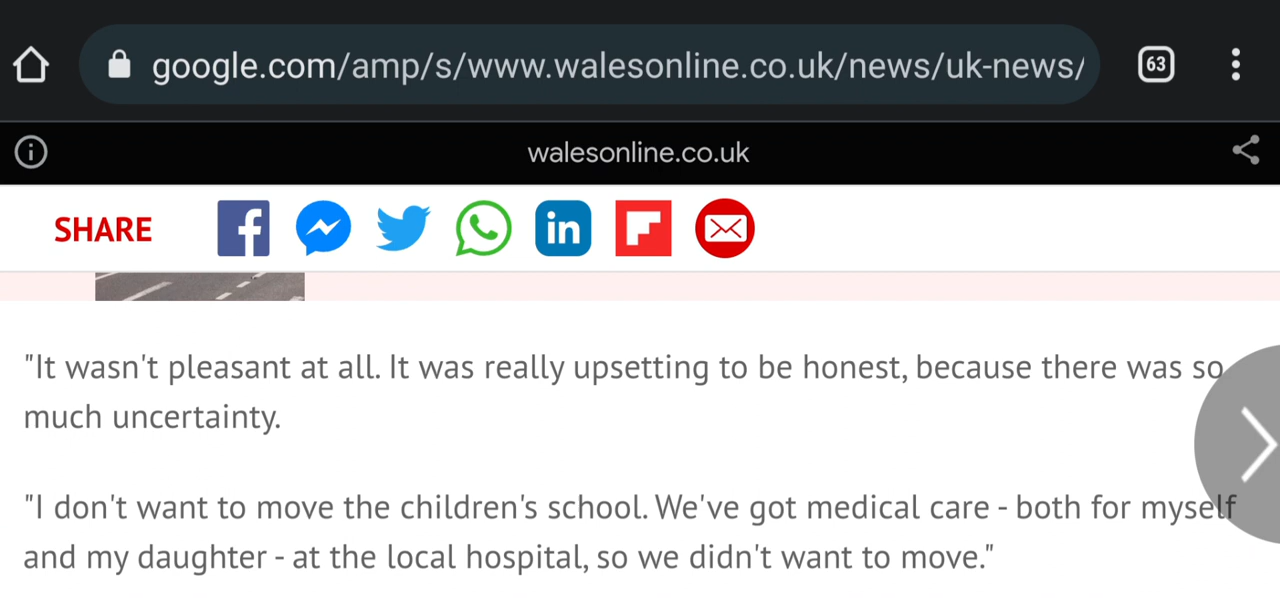 google.com/amp/s/www.walesonline.co.uk/news/uk-news/
63
walesonline.co.uk
SHARE
"It wasn't pleasant at all. It was really upsetting to be honest, because there was so
much uncertainty.
"I don't want to move the children's school. We've got medical care - both for myself
and my daughter - at the local hospital, so we didn't want to move."